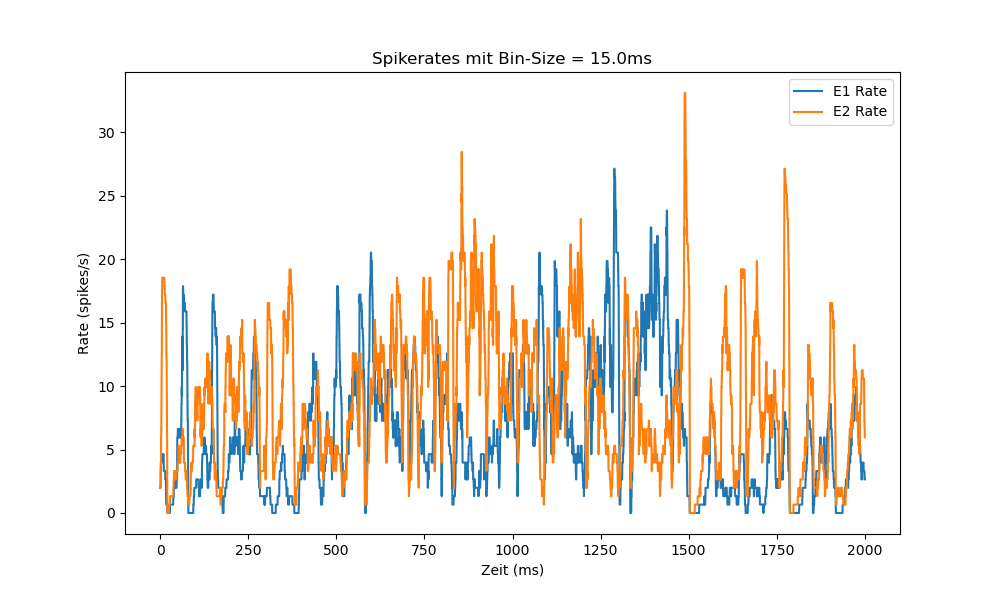 Spikerates mit Bin-Size = 15.0ms
E1 Rate
E2 Rate
Rate (spikes/s)
30
25
20
15
10
5
0
0 250 500 750 1000 1250 1500 1750 2000
Zeit (ms)